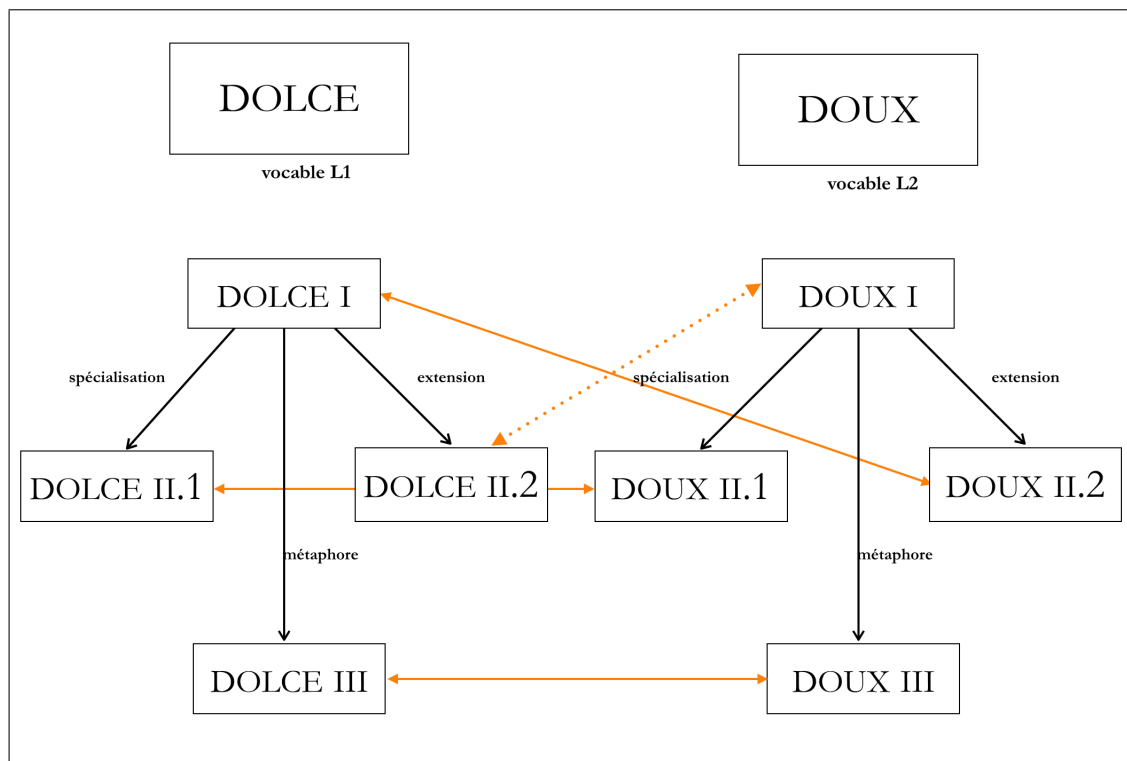 DOLCE
DOUX
vocable L1
vocable L2
DOLCE I
DOUX I
spécialisation
extension
spécialisation
extension
DOLCE II.1
DOLCE II.2
DOUX II.1
DOUX II.2
métaphore
métaphore
DOLCE III
DOUX III